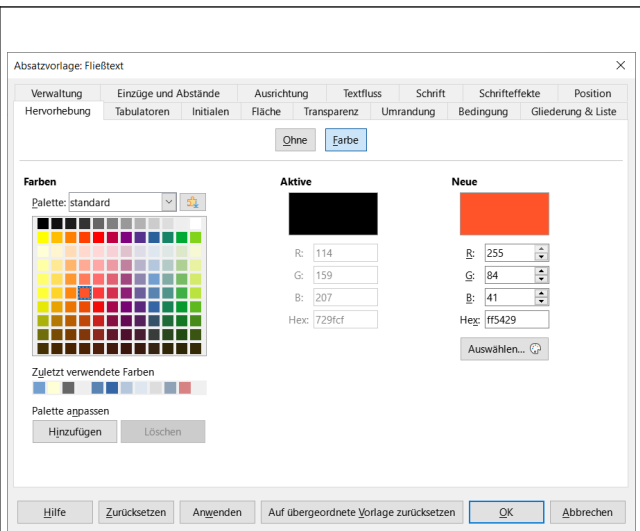 Absatzvorlage: Fließtext
Verwaltung Einzüge und Abstände Ausrichtung Textfluss Schrift Schrifteffekte Position
Hervorhebung Tabulatoren Initialen Fläche Transparenz Umrandung Bedingung Gliederung & Liste
Ohne Farbe
Farben Aktive Neue
Palette: standard
R: 114 R: 255
G: 159 G: 84
B: 207 B: 41
Hex: 729fcf Hex: ff5429
Auswählen...
Zuletzt verwendete Farben
Palette anpassen
Hinzufügen Löschen
Hilfe Zurücksetzen Anwenden Auf übergeordnete Vorlage zurücksetzen OK Abbrechen